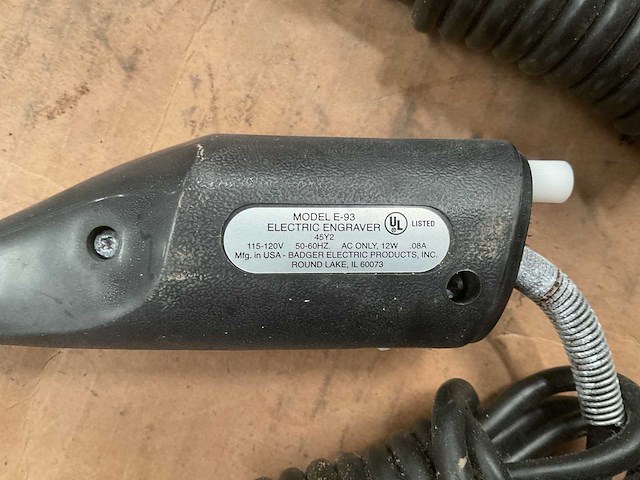 MODEL E-93
ELECTRIC ENGRAVER UL LISTED
45Y2
115-120V 50-60HZ. AC ONLY, 12W .08A
Mfg. in USA - BADGER ELECTRIC PRODUCTS, INC.
ROUND LAKE, IL 60073